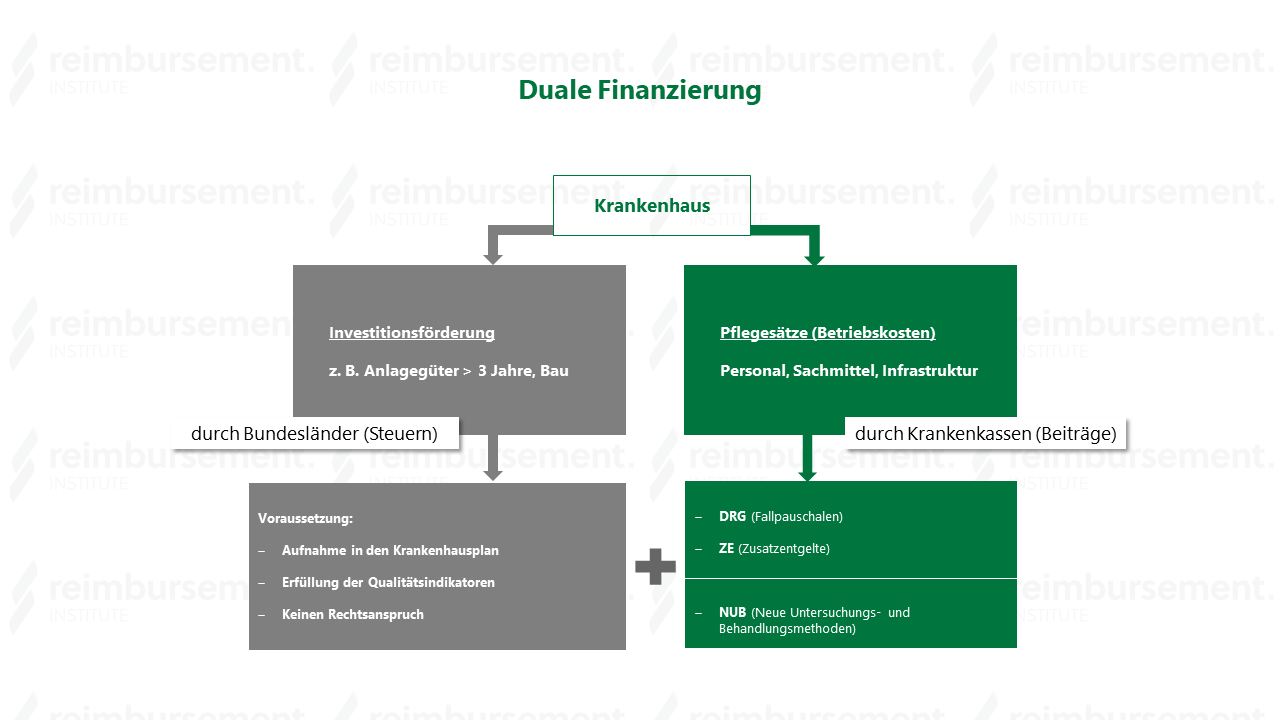 Duale Finanzierung
Krankenhaus
Investitionsförderung
z. B. Anlagegüter > 3 Jahre, Bau
durch Bundesländer (Steuern)
Voraussetzung:
– Aufnahme in den Krankenhausplan
– Erfüllung der Qualitätsindikatoren
– Keinen Rechtsanspruch
Pflegesätze (Betriebskosten)
Personal, Sachmittel, Infrastruktur
durch Krankenkassen (Beiträge)
– DRG (Fallpauschalen)
– ZE (Zusatzentgelte)
– NUB (Neue Untersuchungs- und
Behandlungsmethoden)
reimbursement.
INSTITUTE